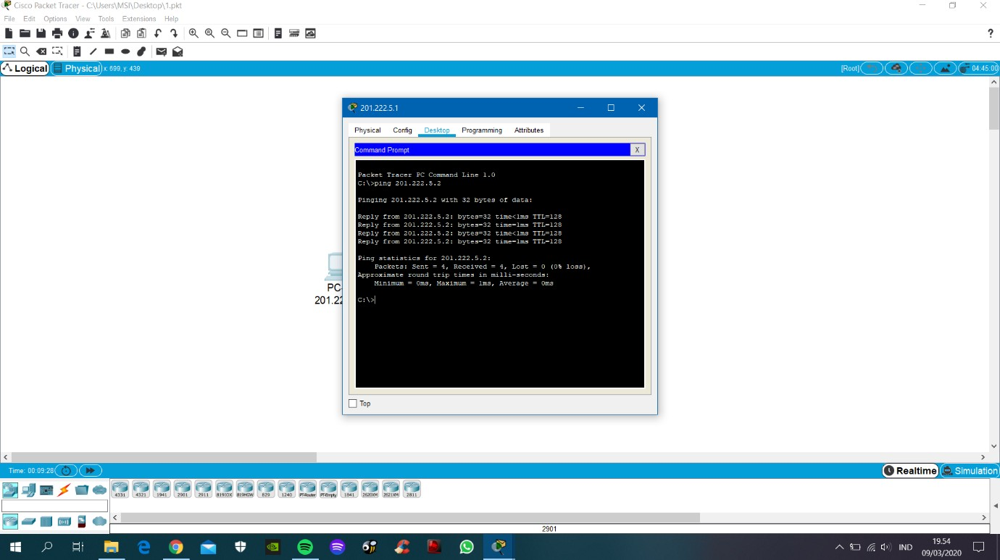 Cisco Packet Tracer - C:\Users\MSI\Desktop\1.pkt
File Edit Options View Tools Extensions Help
?
Logical Physical x: 699, y: 439 [Root] 04:45:00
201.222.5.1
Physical Config Desktop Programming Attributes
Command Prompt X
Packet Tracer PC Command Line 1.0
C:\>ping 201.222.5.2
Pinging 201.222.5.2 with 32 bytes of data:
Reply from 201.222.5.2: bytes=32 time<1ms TTL=128
Reply from 201.222.5.2: bytes=32 time=1ms TTL=128
Reply from 201.222.5.2: bytes=32 time<1ms TTL=128
Reply from 201.222.5.2: bytes=32 time=1ms TTL=128
Ping statistics for 201.222.5.2:
Packets: Sent = 4, Received = 4, Lost = 0 (0% loss),
Approximate round trip times in milli-seconds:
Minimum = 0ms, Maximum = 1ms, Average = 0ms
C:\>
PC-
201.22
Top
Time: 00:09:28 Realtime Simulation
4331 4321 1941 2901 2911 819IOX 819HGW 829 1240 PT-Router PT-Empty 1841 2620XM 2621XM 2811
2901
IND 19.54
09/03/2020